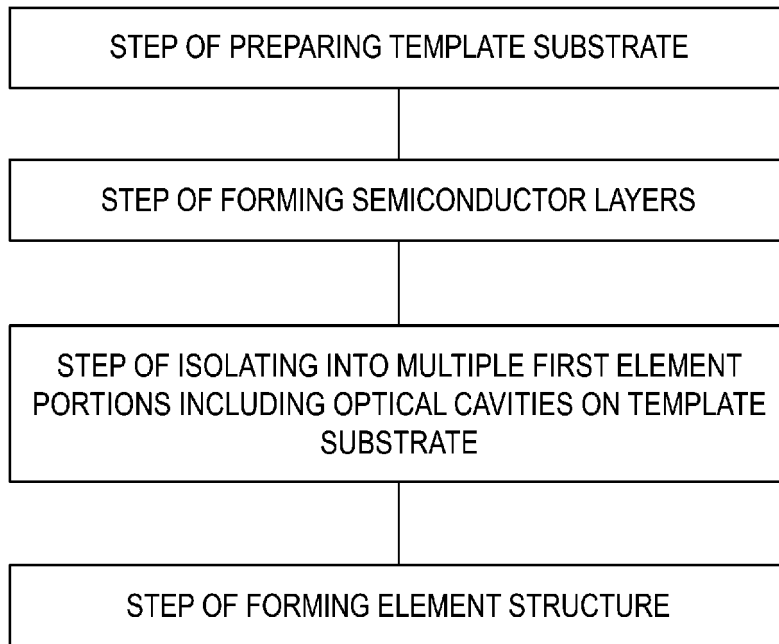 STEP OF PREPARING TEMPLATE SUBSTRATE
STEP OF FORMING SEMICONDUCTOR LAYERS
STEP OF ISOLATING INTO MULTIPLE FIRST ELEMENT
PORTIONS INCLUDING OPTICAL CAVITIES ON TEMPLATE
SUBSTRATE
STEP OF FORMING ELEMENT STRUCTURE